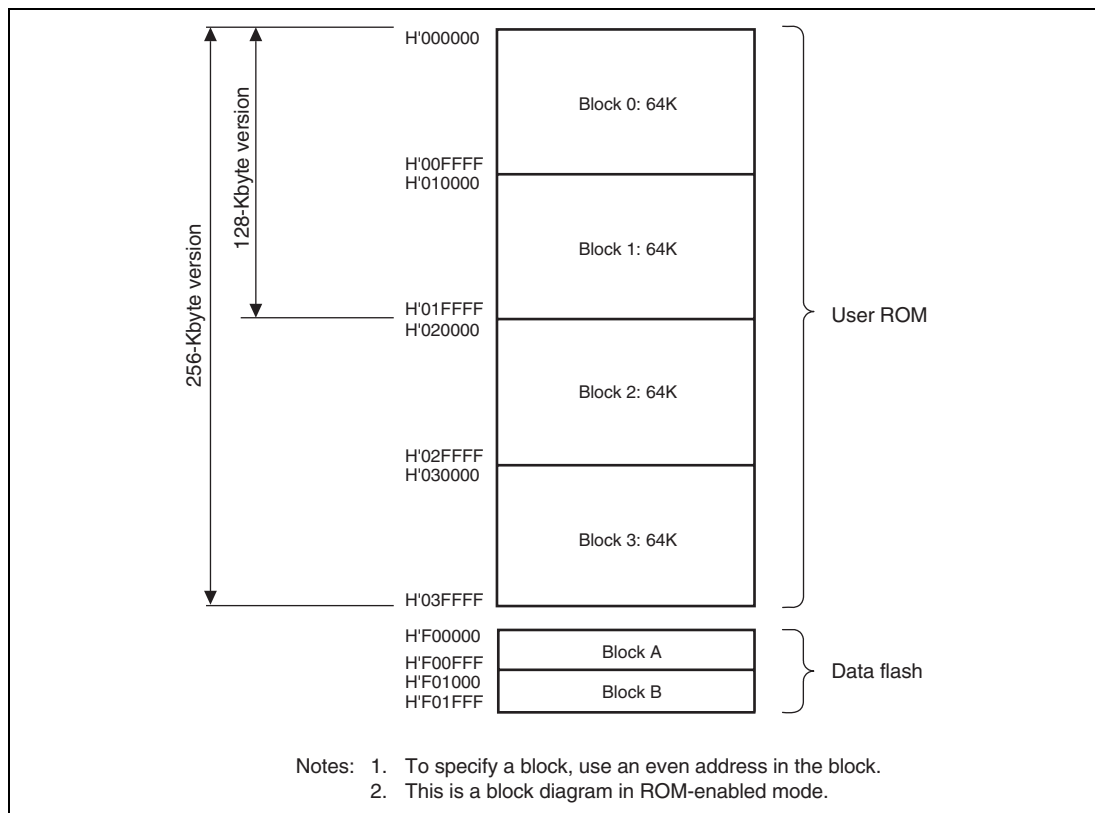 256-Kbyte version
128-Kbyte version
H'000000
Block 0: 64K
H'00FFFF
H'010000
Block 1: 64K
H'01FFFF
H'020000
User ROM
Block 2: 64K
H'02FFFF
H'030000
Block 3: 64K
H'03FFFF
H'F00000
Block A
H'F00FFF
Data flash
H'F01000
Block B
H'F01FFF
Notes: 1. To specify a block, use an even address in the block.
2. This is a block diagram in ROM-enabled mode.